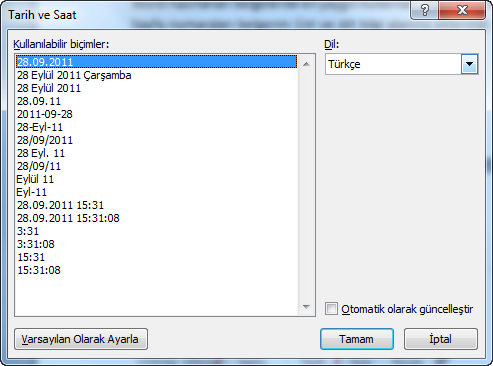 Tarih ve Saat
Kullanılabilir biçimler:
Dil:
28.09.2011
Türkçe
28 Eylül 2011 Çarşamba
28 Eylül 2011
28.09.11
2011-09-28
28-Eyl-11
28/09/2011
28 Eyl. 11
28/09/11
Eylül 11
Eyl-11
28.09.2011 15:31
28.09.2011 15:31:08
3:31
3:31:08
15:31
15:31:08
Otomatik olarak güncelleştir
Varsayılan Olarak Ayarla
Tamam
İptal